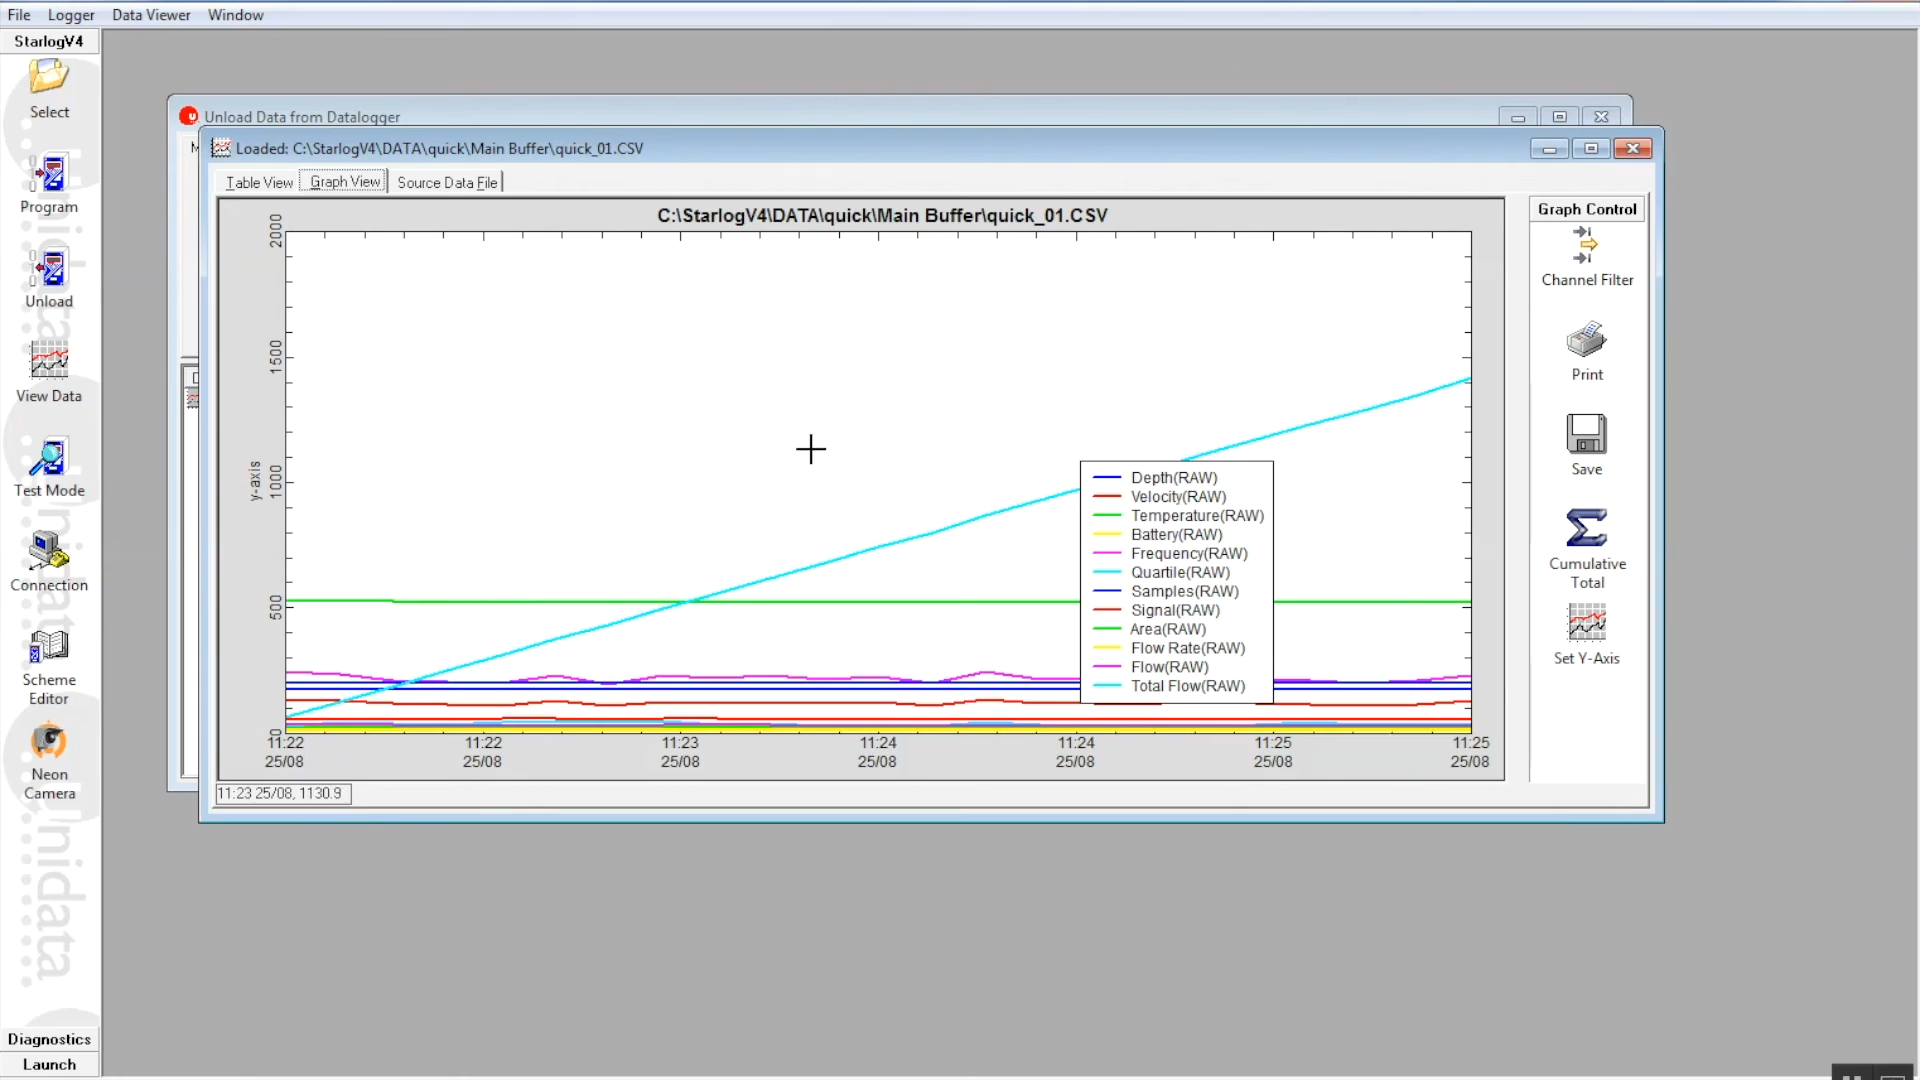 File Logger Data Viewer Window
StarlogV4
Select
Program
Unload
View Data
Test Mode
Connection
Scheme
Editor
Neon
Camera
Diagnostics
Launch
Unidata
Unidata
Unload Data from Datalogger
Loaded: C:\StarlogV4\DATA\quick\Main Buffer\quick_01.CSV
Table View Graph View Source Data File
C:\StarlogV4\DATA\quick\Main Buffer\quick_01.CSV
2000
1500
1000
500
0
y-axis
Depth(RAW)
Velocity(RAW)
Temperature(RAW)
Battery(RAW)
Frequency(RAW)
Quartile(RAW)
Samples(RAW)
Signal(RAW)
Area(RAW)
Flow Rate(RAW)
Flow(RAW)
Total Flow(RAW)
11:22 11:22 11:23 11:24 11:24 11:25 11:25
25/08 25/08 25/08 25/08 25/08 25/08 25/08
11:23 25/08, 1130.9
Graph Control
Channel Filter
Print
Save
Cumulative
Total
Set Y-Axis